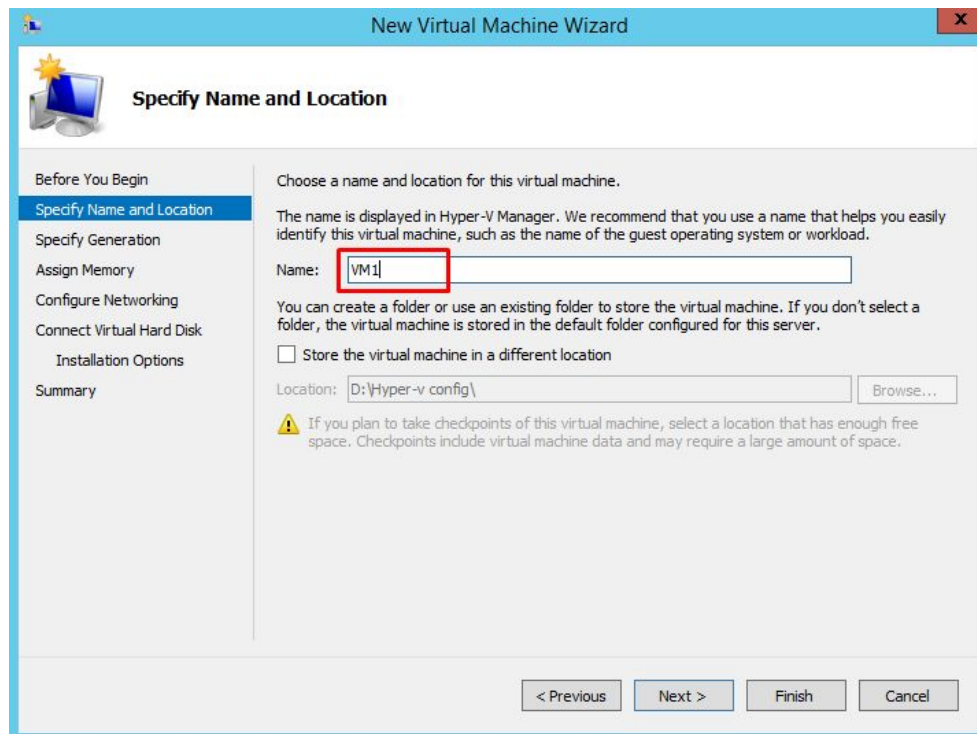 New Virtual Machine Wizard
x
Specify Name and Location
Before You Begin
Specify Name and Location
Specify Generation
Assign Memory
Configure Networking
Connect Virtual Hard Disk
Installation Options
Summary
Choose a name and location for this virtual machine.
The name is displayed in Hyper-V Manager. We recommend that you use a name that helps you easily
identify this virtual machine, such as the name of the guest operating system or workload.
Name: VM1
You can create a folder or use an existing folder to store the virtual machine. If you don't select a
folder, the virtual machine is stored in the default folder configured for this server.
Store the virtual machine in a different location
Location: D:\Hyper-v config\ Browse...
If you plan to take checkpoints of this virtual machine, select a location that has enough free
space. Checkpoints include virtual machine data and may require a large amount of space.
< Previous Next > Finish Cancel